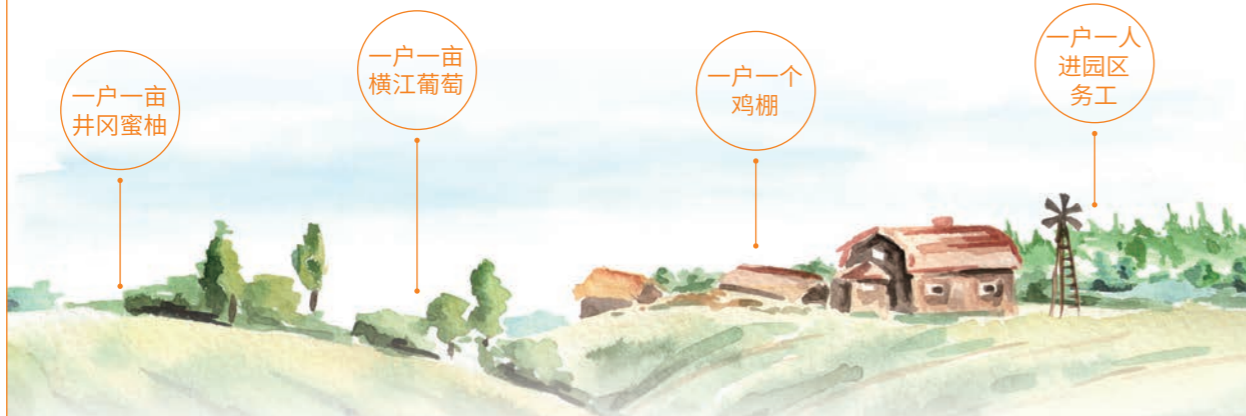 一户一亩
井冈蜜柚
一户一亩
横江葡萄
一户一个
鸡棚
一户一人
进园区
务工